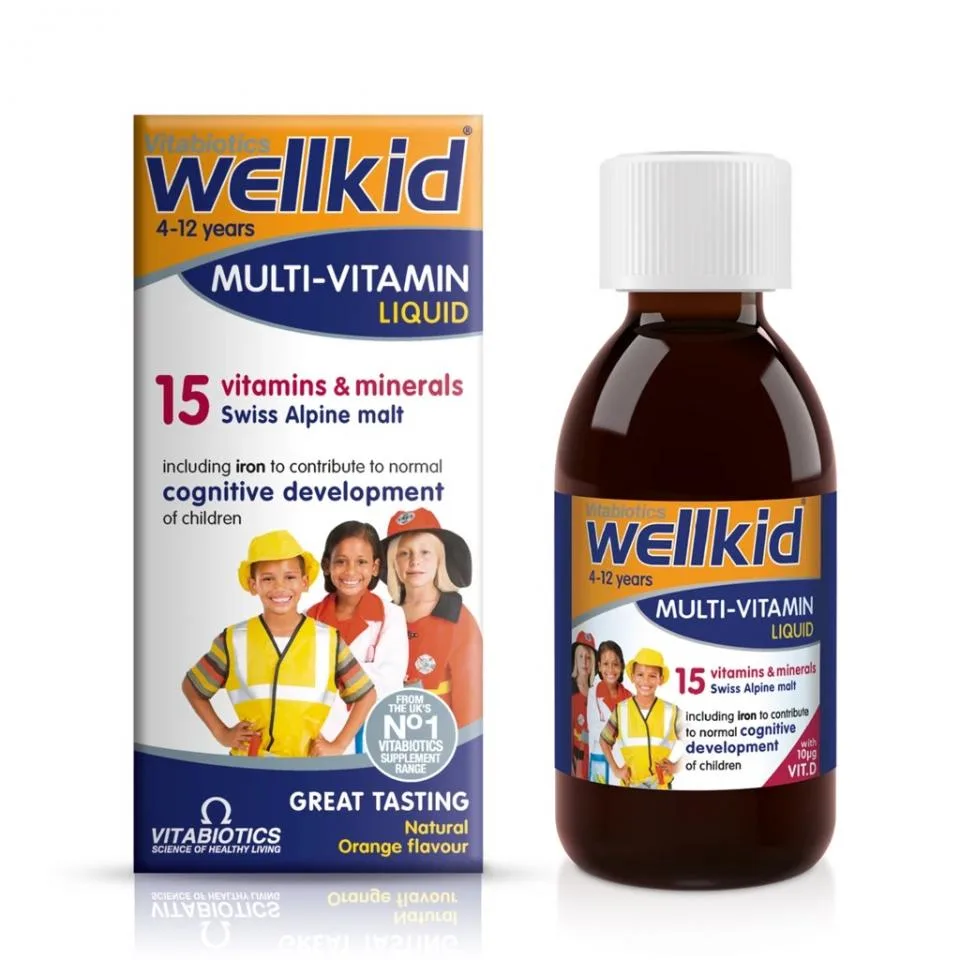 Vitabiotics
wellkid®
4-12 years
MULTI-VITAMIN
LIQUID
15 vitamins & minerals
Swiss Alpine malt
including iron to contribute to normal
cognitive development
of children
FROM
THE UK'S
Nº1
VITABIOTICS
SUPPLEMENT
RANGE
GREAT TASTING
Natural
Orange flavour
VITABIOTICS
SCIENCE OF HEALTHY LIVING
Vitabiotics
wellkid®
4-12 years
MULTI-VITAMIN
LIQUID
15 vitamins & minerals
Swiss Alpine malt
including iron to contribute
to normal cognitive
development
of children
with
10µg
VIT.D